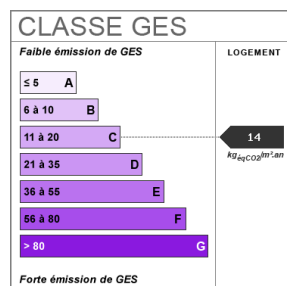 CLASSE GES
Faible émission de GES
LOGEMENT
≤ 5 A
6 à 10 B
11 à 20 C
14
kgéqCO2/m².an
21 à 35 D
36 à 55 E
56 à 80 F
> 80 G
Forte émission de GES